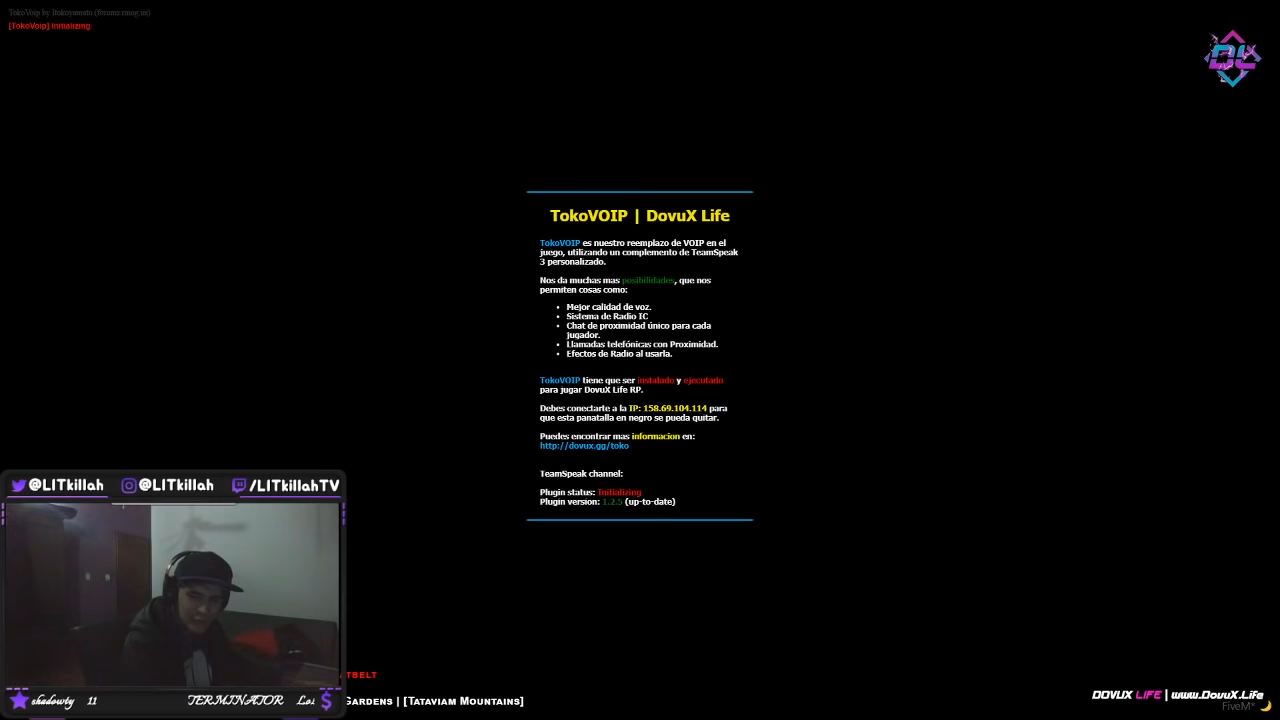 TokoVoip by Itokoyamato (forums.rmog.us)
[TokoVoip] Initializing
DL
TokoVOIP | DovuX Life
TokoVOIP es nuestro reemplazo de VOIP en el
juego, utilizando un complemento de TeamSpeak
3 personalizado.
Nos da muchas mas posibilidades, que nos
permiten cosas como:
• Mejor calidad de voz.
• Sistema de Radio IC
• Chat de proximidad único para cada
jugador.
• Llamadas telefónicas con Proximidad.
• Efectos de Radio al usarla.
TokoVOIP tiene que ser instalado y ejecutado
para jugar DovuX Life RP.
Debes conectarte a la IP: 158.69.104.114 para
que esta panatalla en negro se pueda quitar.
Puedes encontrar mas informacion en:
http://dovux.gg/toko
TeamSpeak channel:
Plugin status: Initializing
Plugin version: 1.2.5 (up-to-date)
@LITkillah @LITkillah /LITkillahTV
TBELT
shadowty 11 TERMINATOR Los $
Gardens | [Tataviam Mountains]
DOVUX LIFE | www.DovuX.Life
FiveM*